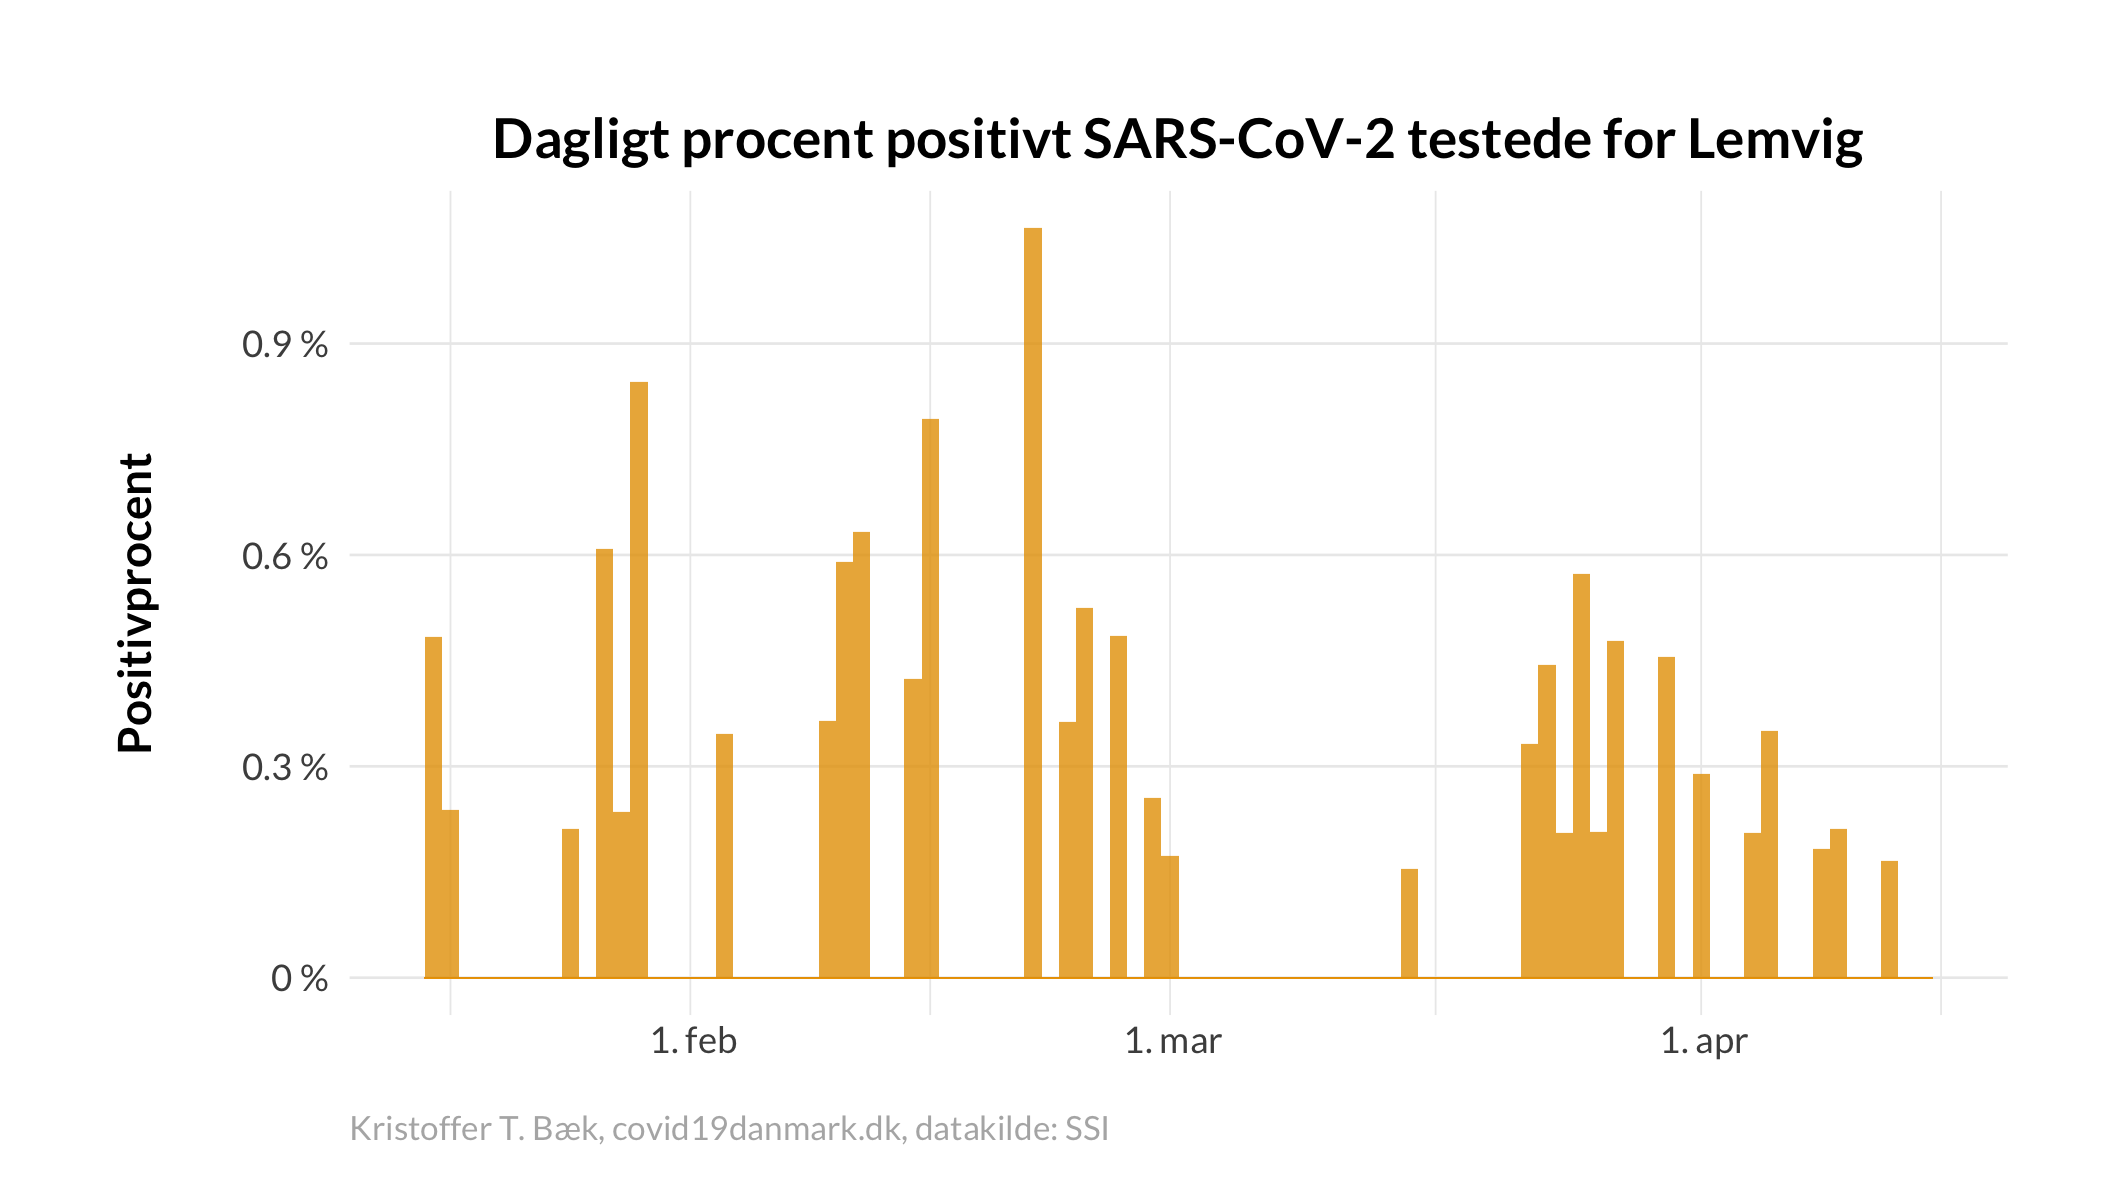 Dagligt procent positivt SARS-CoV-2 testede for Lemvig
Positivprocent
0.9 %
0.6 %
0.3 %
0 %
1. feb
1. mar
1. apr
Kristoffer T. Bæk, covid19danmark.dk, datakilde: SSI